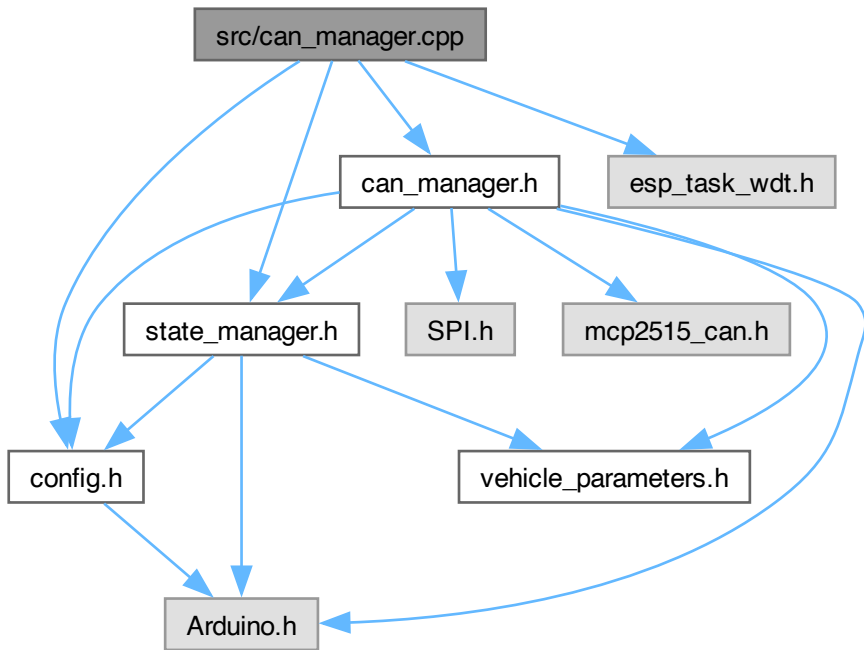 src/can_manager.cpp
can_manager.h
esp_task_wdt.h
state_manager.h
SPI.h
mcp2515_can.h
config.h
vehicle_parameters.h
Arduino.h